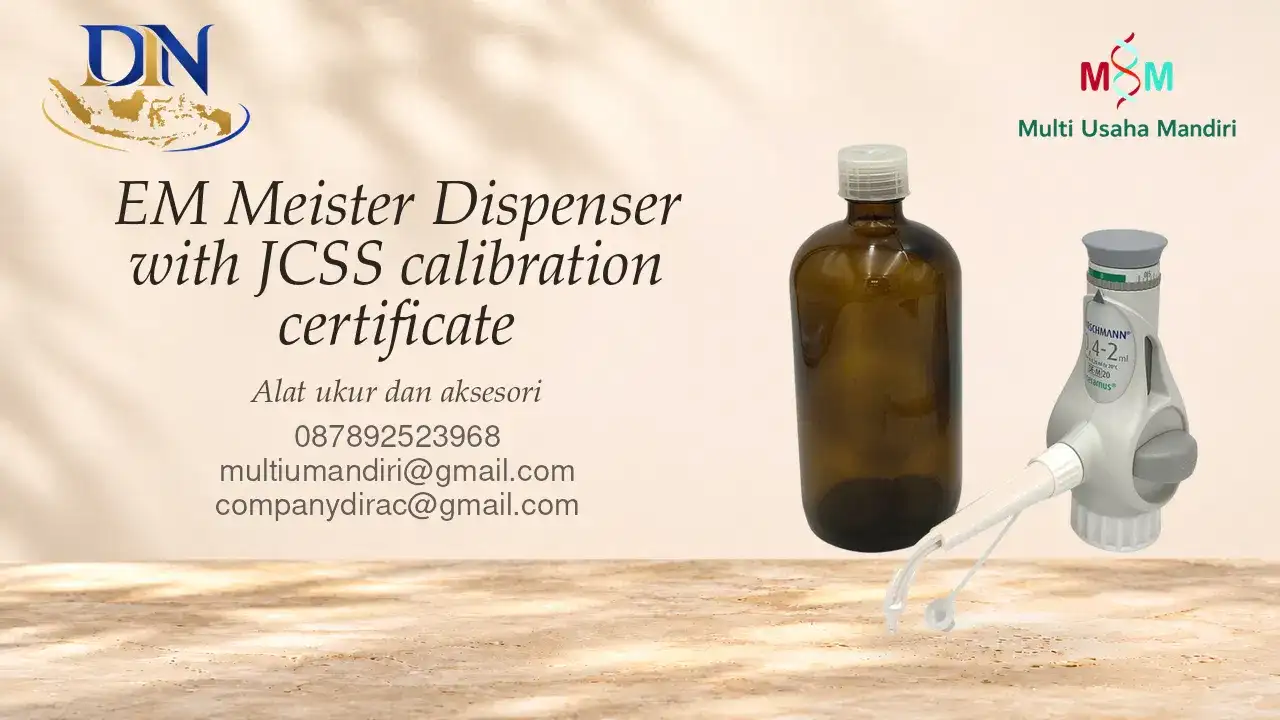 DN
MSM
Multi Usaha Mandiri
EM Meister Dispenser
with JCSS calibration
certificate
Alat ukur dan aksesori
087892523968
multiumandiri@gmail.com
companydirac@gmail.com
4-2 ml